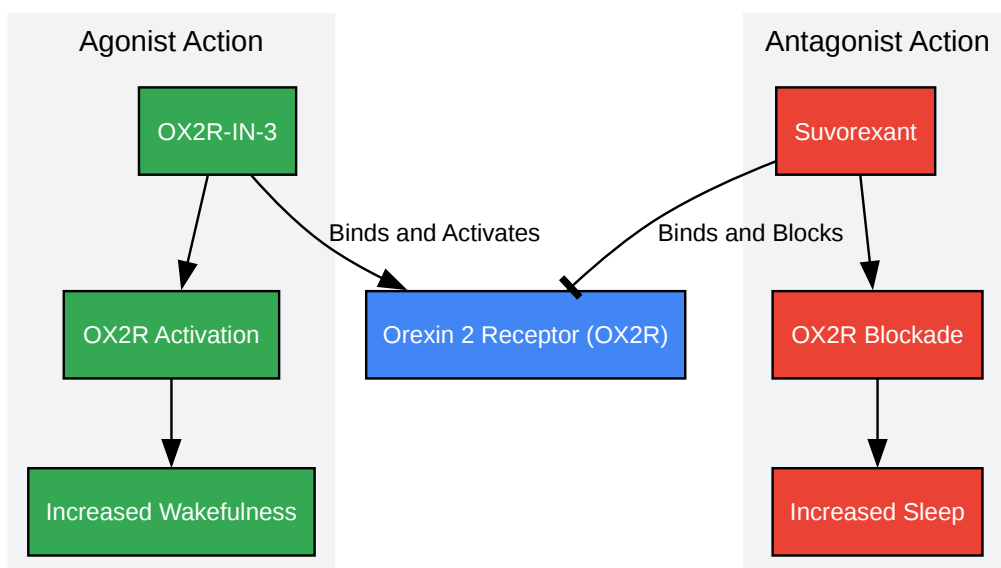 Agonist Action
Antagonist Action
OX2R-IN-3
Suvorexant
Binds and Activates
Binds and Blocks
OX2R Activation
Orexin 2 Receptor (OX2R)
OX2R Blockade
Increased Wakefulness
Increased Sleep